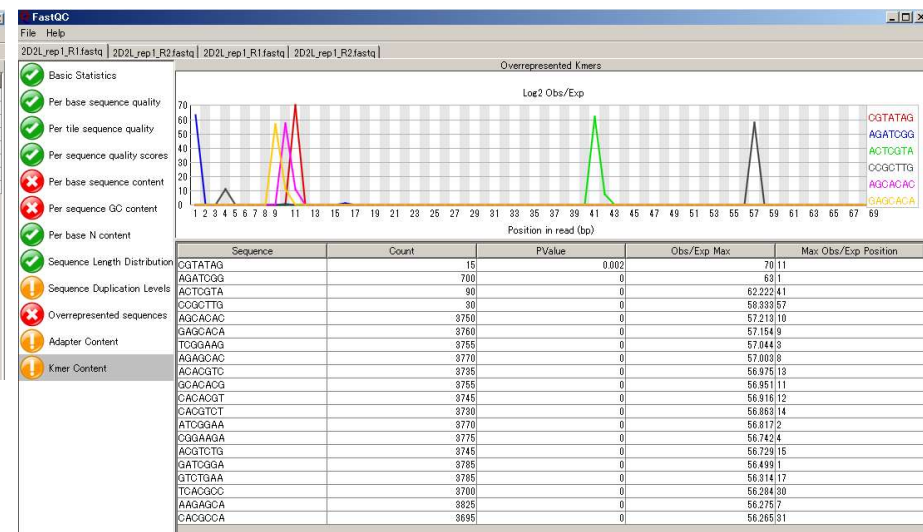 FastQC
File Help
2D2L_rep1_R1.fastq 2D2L_rep1_R2.fastq 2D2L_rep1_R1.fastq 2D2L_rep1_R2.fastq
Basic Statistics
Per base sequence quality
Per tile sequence quality
Per sequence quality scores
Per base sequence content
Per sequence GC content
Per base N content
Sequence Length Distribution
Sequence Duplication Levels
Overrepresented sequences
Adapter Content
Kmer Content
Overrepresented Kmers
Log2 Obs/Exp
70
60
50
40
30
20
10
0
CGTATAG
AGATCGG
ACTCGTA
CCGCTTG
AGCACAC
GAGCACA
1 2 3 4 5 6 7 8 9 11 13 15 17 19 21 23 25 27 29 31 33 35 37 39 41 43 45 47 49 51 53 55 57 59 61 63 65 67 69
Position in read (bp)
Sequence Count PValue Obs/Exp Max Max Obs/Exp Position
CGTATAG 15 0.002 70 11
AGATCGG 700 0 63 1
ACTCGTA 90 0 62.222 41
CCGCTTG 30 0 58.333 57
AGCACAC 3750 0 57.213 10
GAGCACA 3760 0 57.154 9
TCGGAAG 3755 0 57.044 3
AGAGCAC 3770 0 57.003 8
ACACGTC 3735 0 56.975 13
GCACACG 3755 0 56.951 11
CACACGT 3745 0 56.916 12
CACGTCT 3730 0 56.863 14
ATCGGAA 3770 0 56.817 2
CGGAAGA 3775 0 56.742 4
ACGTCTG 3745 0 56.729 15
GATCGGA 3785 0 56.499 1
GTCTGAA 3785 0 56.314 17
TCACGCC 3700 0 56.284 30
AAGAGCA 3825 0 56.275 7
CACGCCA 3695 0 56.265 31